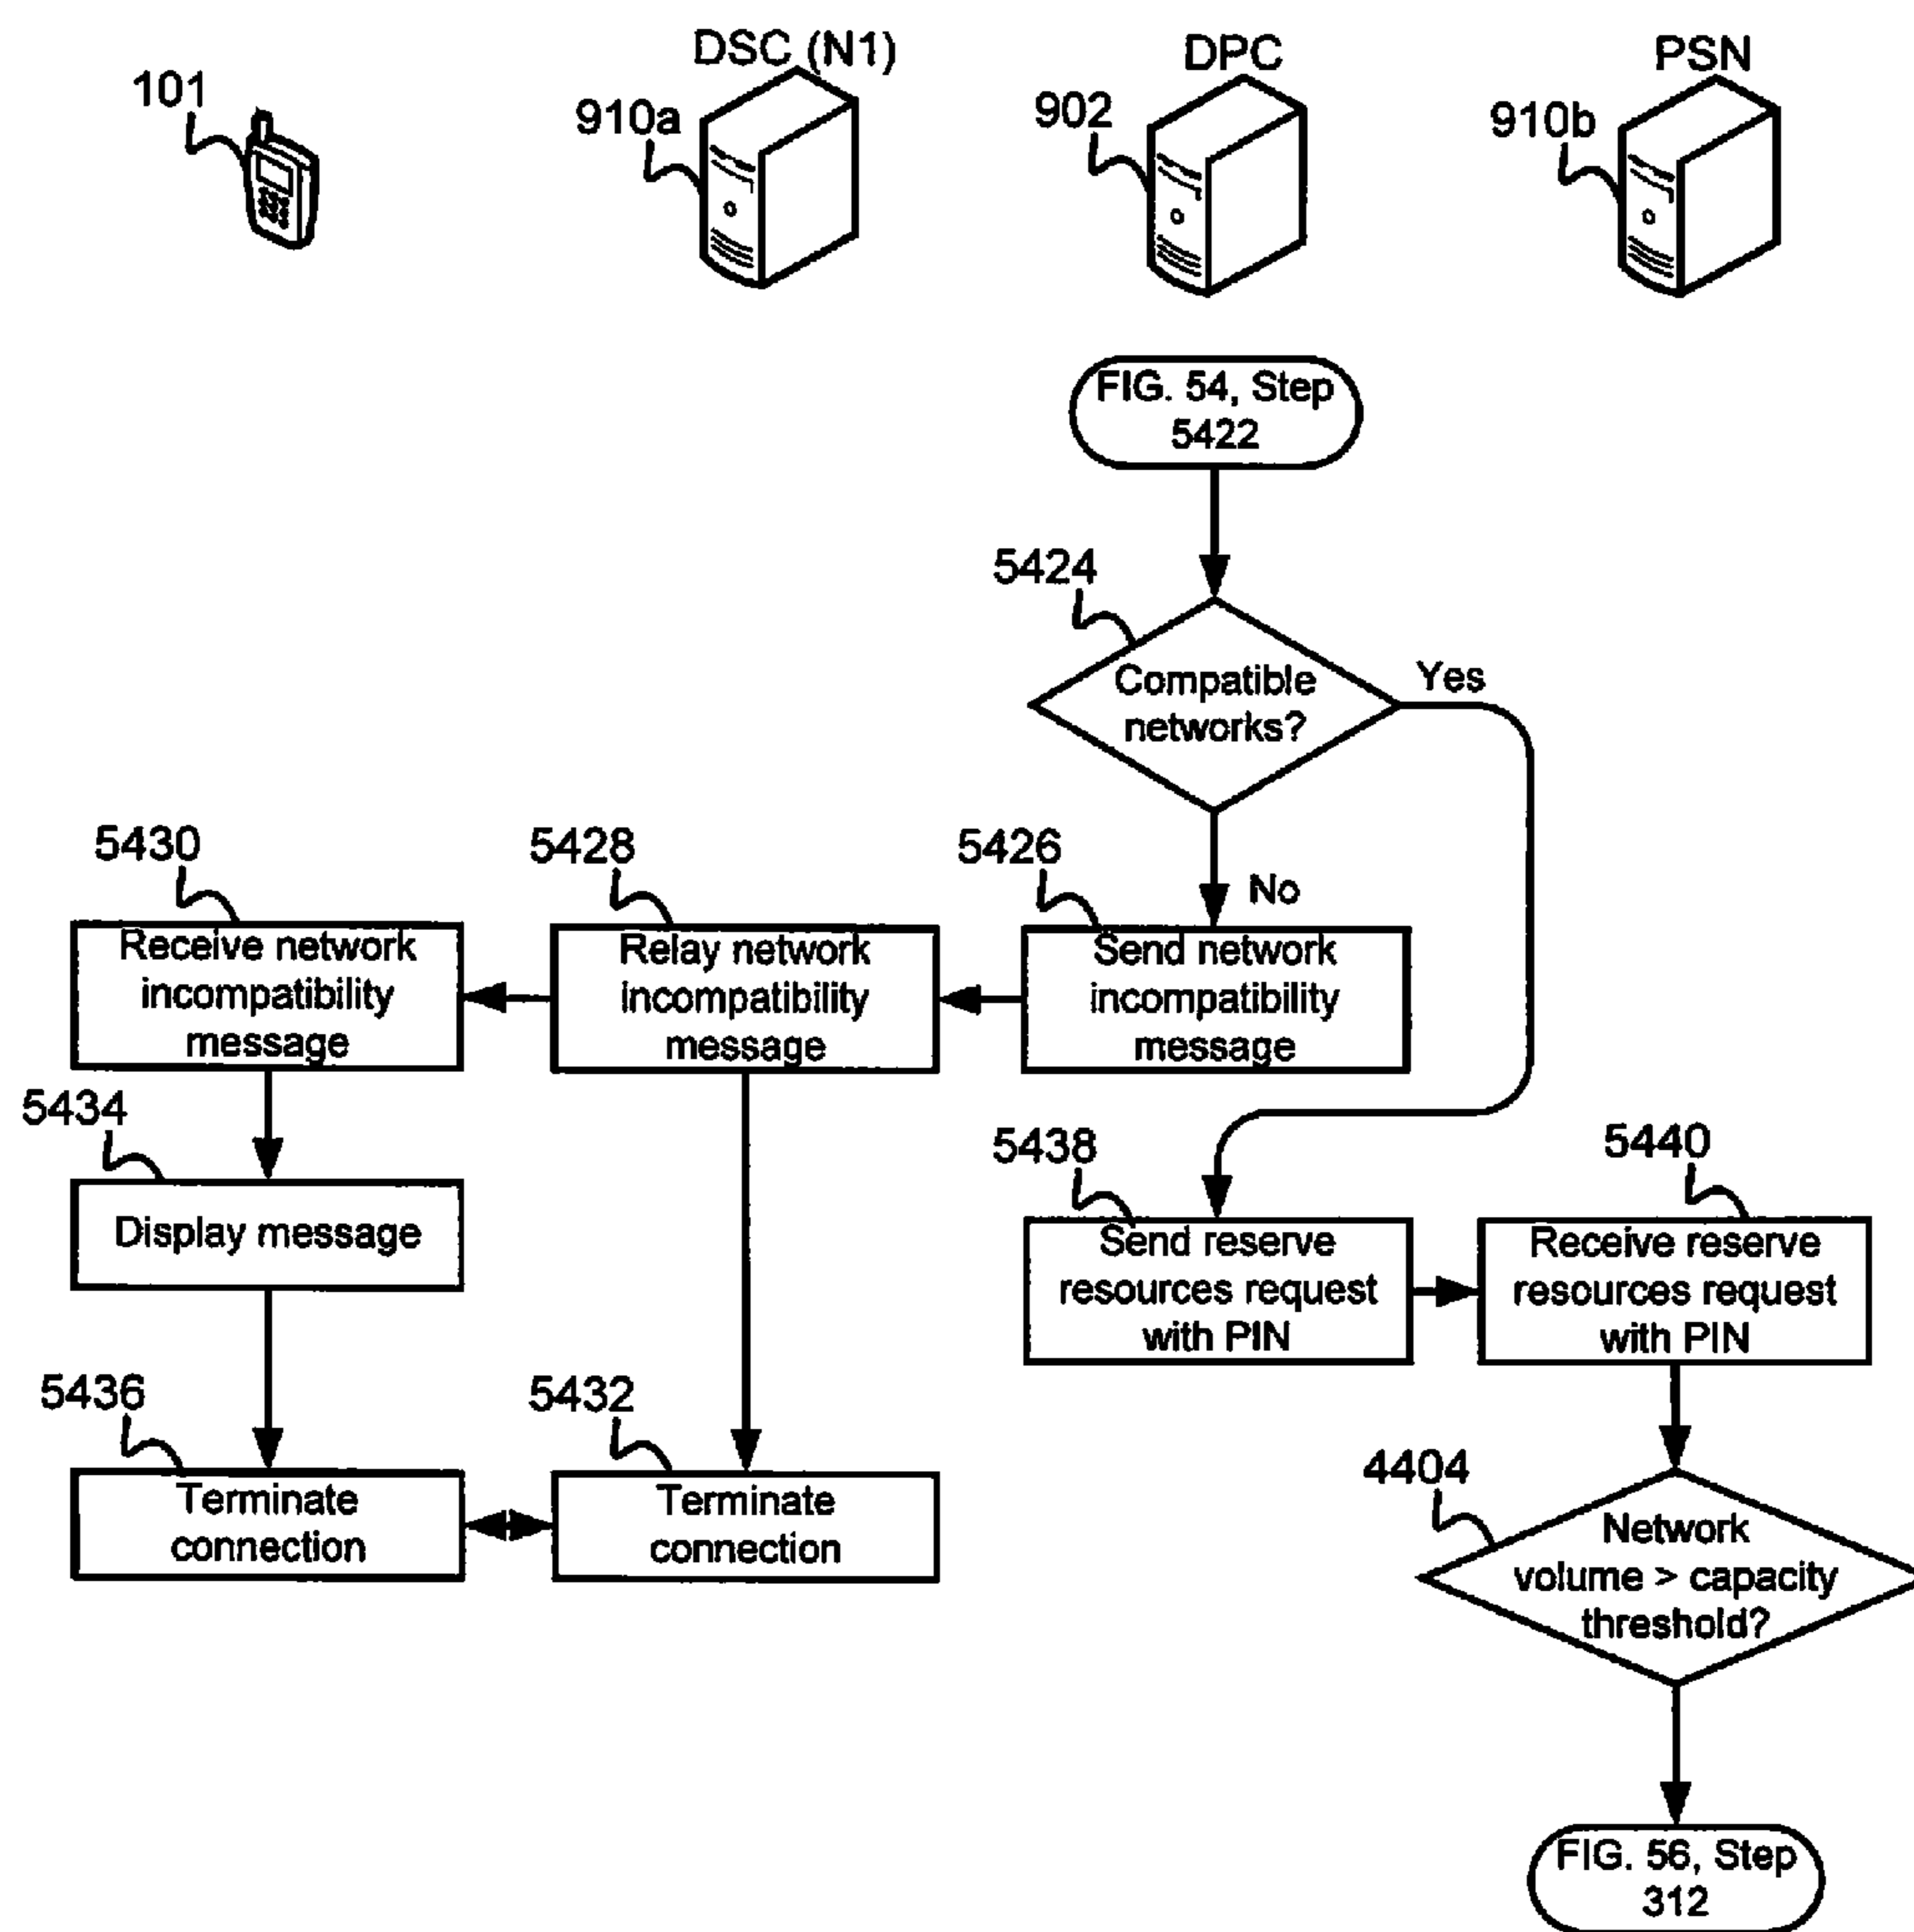 101
DSC (N1)
910a
DPC
902
PSN
910b
FIG. 54, Step
5422
5424
Compatible
networks?
Yes
No
5430
Receive network
incompatibility
message
5428
Relay network
incompatibility
message
5426
Send network
incompatibility
message
5434
Display message
5438
Send reserve
resources request
with PIN
5440
Receive reserve
resources request
with PIN
5436
Terminate
connection
5432
Terminate
connection
4404
Network
volume > capacity
threshold?
FIG. 56, Step
312